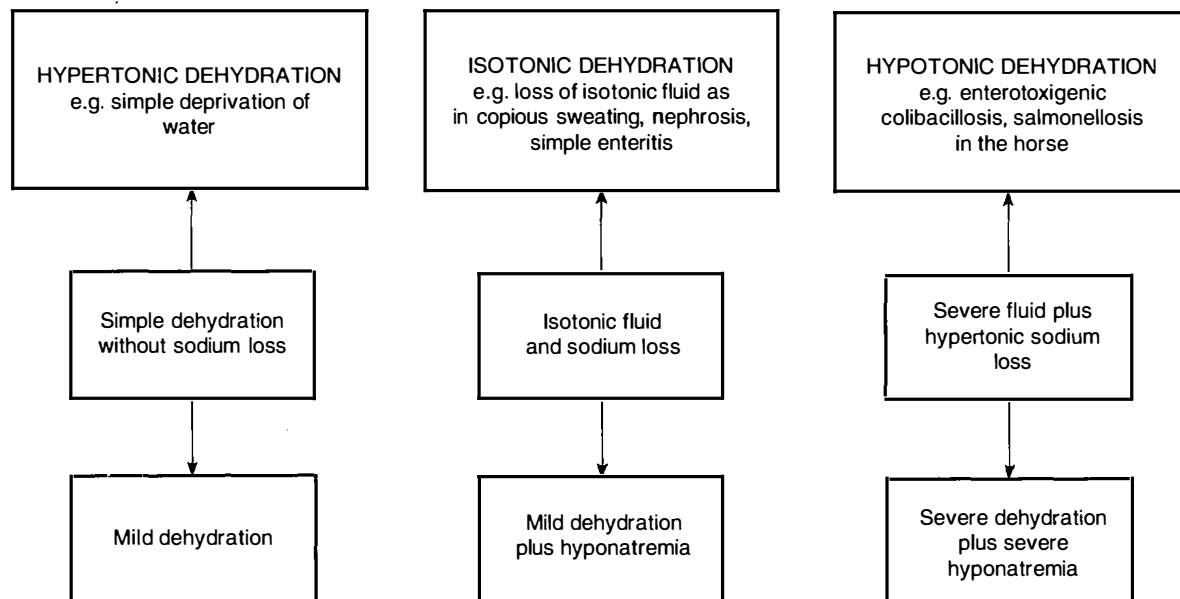 HYPERTONIC DEHYDRATION
e.g. simple deprivation of
water
ISOTONIC DEHYDRATION
e.g. loss of isotonic fluid as
in copious sweating, nephrosis,
simple enteritis
HYPOTONIC DEHYDRATION
e.g. enterotoxigenic
colibacillosis, salmonellosis
in the horse
Simple dehydration
without sodium loss
Isotonic fluid
and sodium loss
Severe fluid plus
hypertonic sodium
loss
Mild dehydration
Mild dehydration
plus hyponatremia
Severe dehydration
plus severe
hyponatremia